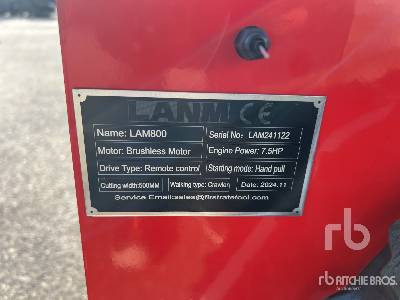 LANM CE
Name: LAM800
Serial No: LAM241122
Motor: Brushless Motor
Engine Power: 7.5HP
Drive Type: Remote control
Starting mode: Hand pull
Cutting width:800MM
Walking type: Crawler
Date: 2024.11
Service Email:sales@firstratetool.com
rb
rb RITCHIE BROS.